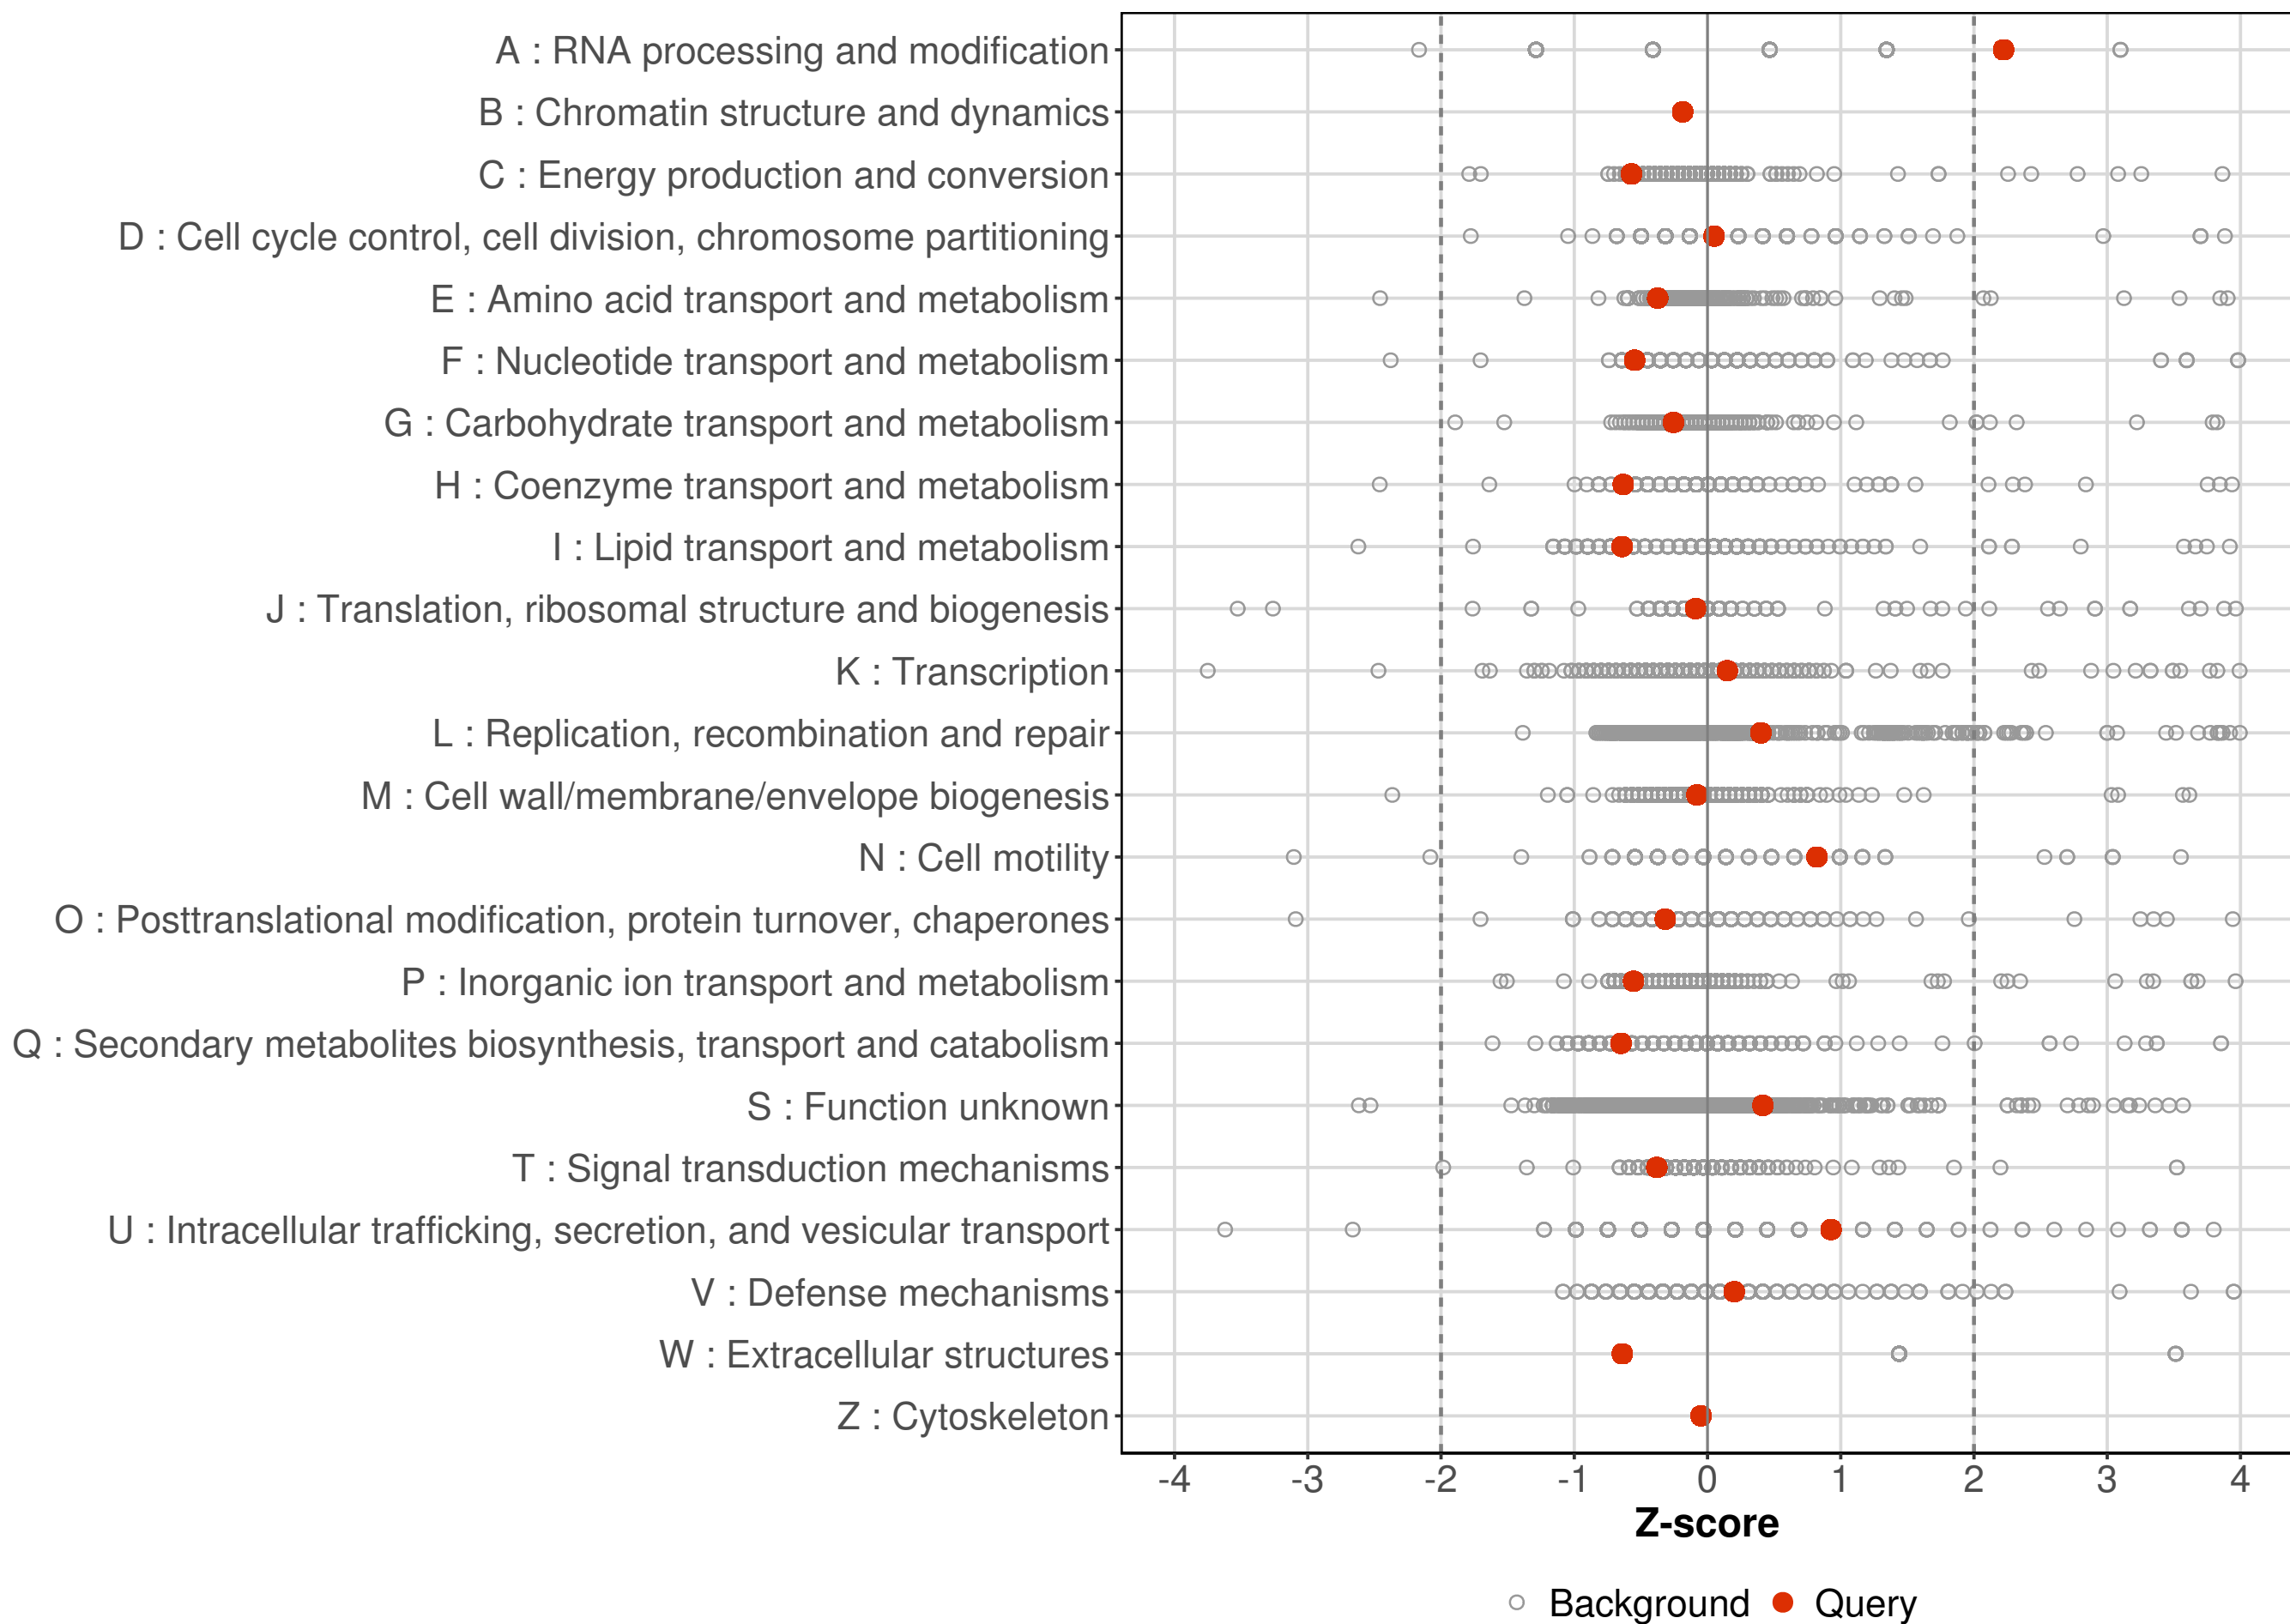 A : RNA processing and modification
B : Chromatin structure and dynamics
C : Energy production and conversion
D : Cell cycle control, cell division, chromosome partitioning
E : Amino acid transport and metabolism
F : Nucleotide transport and metabolism
G : Carbohydrate transport and metabolism
H : Coenzyme transport and metabolism
I : Lipid transport and metabolism
J : Translation, ribosomal structure and biogenesis
K : Transcription
L : Replication, recombination and repair
M : Cell wall/membrane/envelope biogenesis
N : Cell motility
O : Posttranslational modification, protein turnover, chaperones
P : Inorganic ion transport and metabolism
Q : Secondary metabolites biosynthesis, transport and catabolism
S : Function unknown
T : Signal transduction mechanisms
U : Intracellular trafficking, secretion, and vesicular transport
V : Defense mechanisms
W : Extracellular structures
Z : Cytoskeleton
-4 -3 -2 -1 0 1 2 3 4
Z-score
Background Query